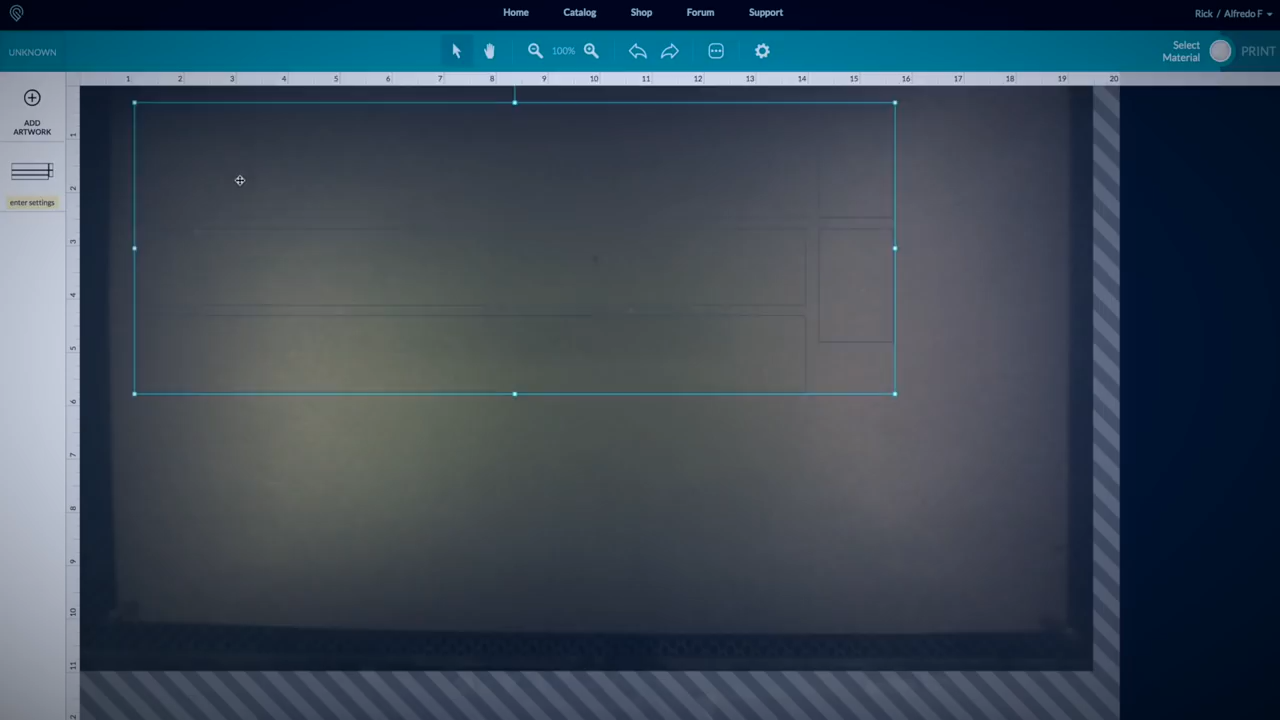 Home Catalog Shop Forum Support Rick / Alfredo F
UNKNOWN 100% Select Material PRINT
1 2 3 4 5 6 7 8 9 10 11 12 13 14 15 16 17 18 19 20
ADD
ARTWORK
enter settings
1
2
3
4
5
6
7
8
9
10
11